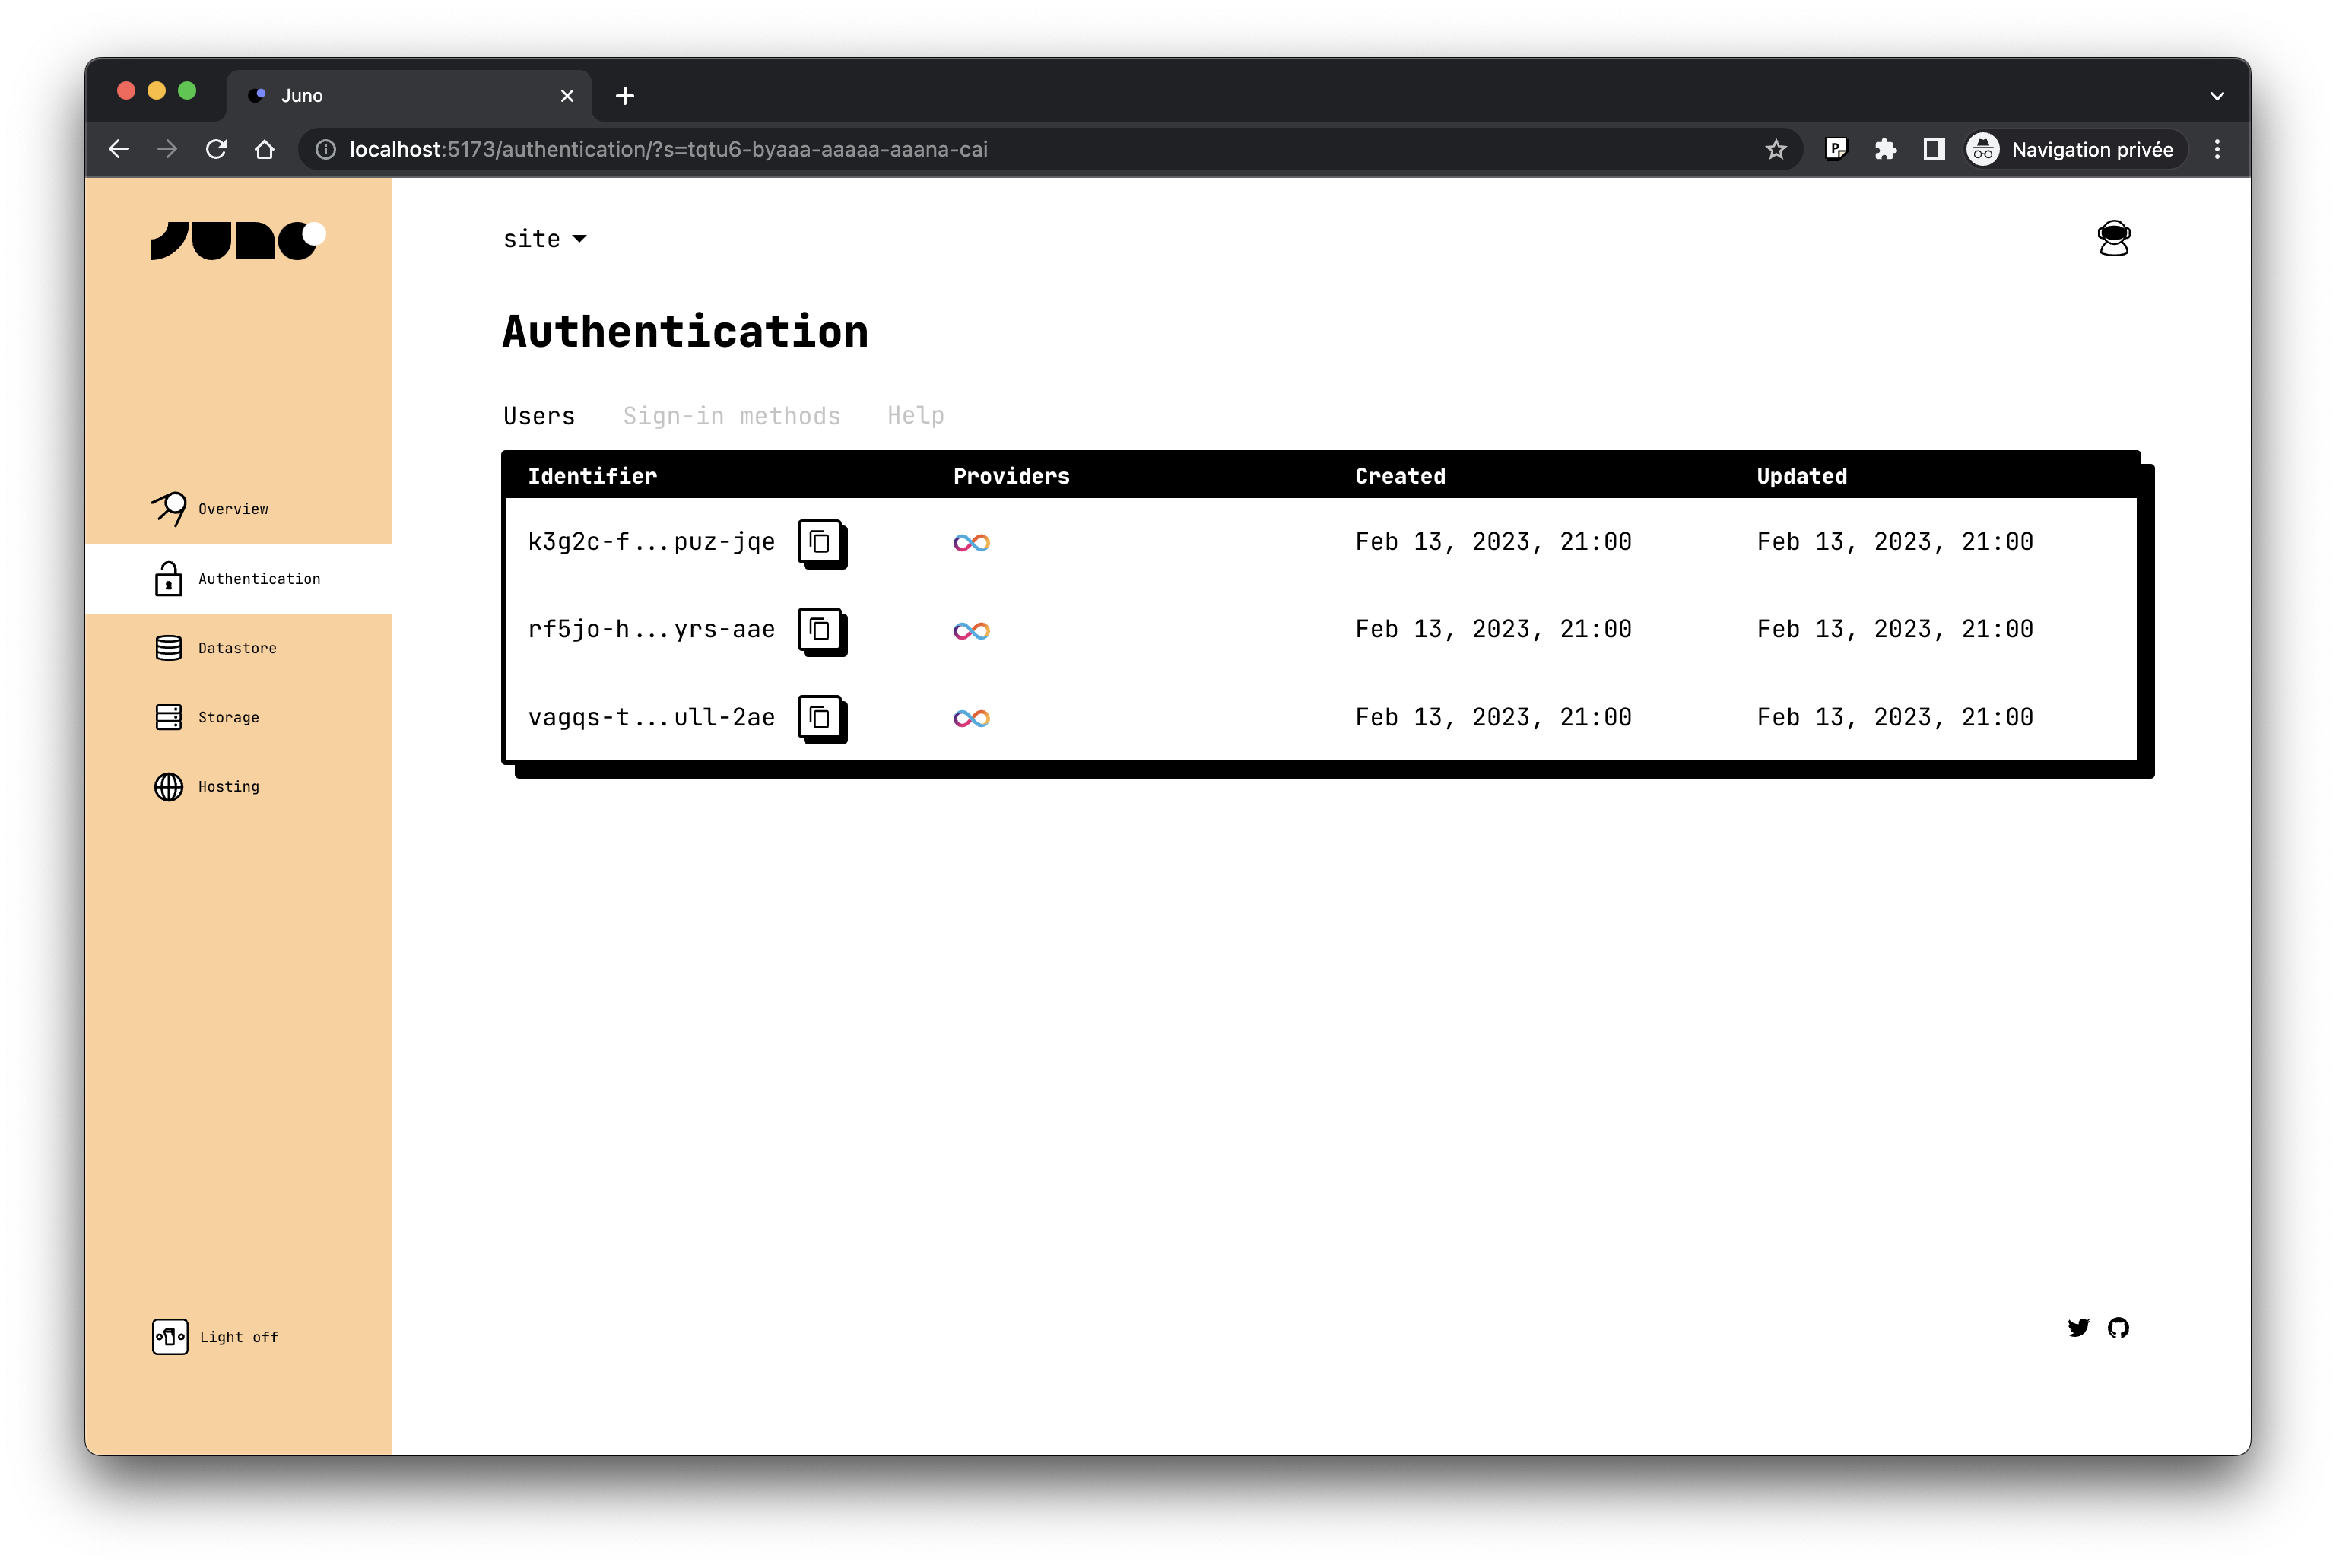 Juno
localhost:5173/authentication/?s=tqtu6-byaaa-aaaaa-aaana-cai
P
Navigation privée
JUNO
site
Authentication
Users Sign-in methods Help
Identifier Providers Created Updated
k3g2c-f...puz-jqe Feb 13, 2023, 21:00 Feb 13, 2023, 21:00
rf5jo-h...yrs-aae Feb 13, 2023, 21:00 Feb 13, 2023, 21:00
vagqs-t...ull-2ae Feb 13, 2023, 21:00 Feb 13, 2023, 21:00
Overview
Authentication
Datastore
Storage
Hosting
Light off